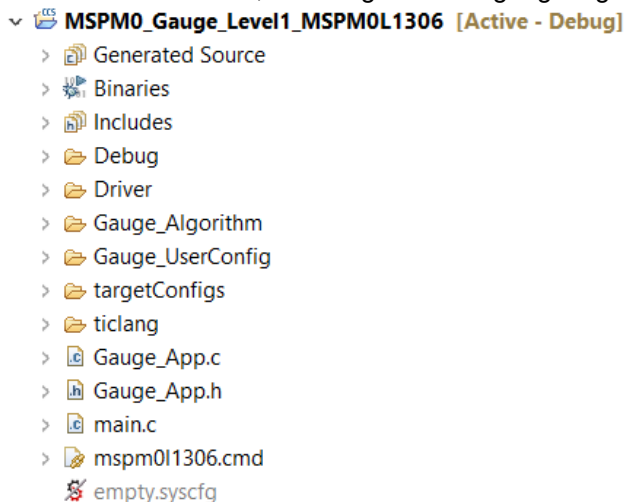 MSPM0_Gauge_Level1_MSPM0L1306 [Active - Debug]
Generated Source
Binaries
Includes
Debug
Driver
Gauge_Algorithm
Gauge_UserConfig
targetConfigs
ticlang
Gauge_App.c
Gauge_App.h
main.c
mspm0l1306.cmd
empty.syscfg